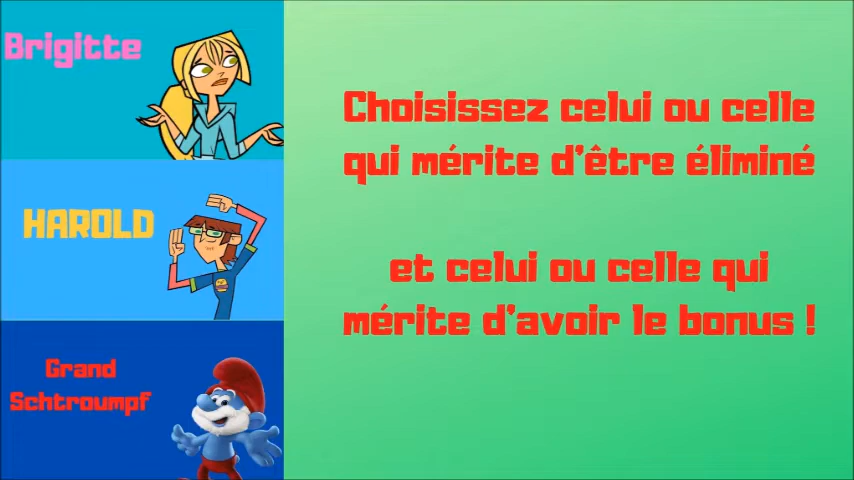 Brigitte
HAROLD
Grand
Schtroumpf
Choisissez celui ou celle
qui mérite d'être éliminé
et celui ou celle qui
mérite d'avoir le bonus !